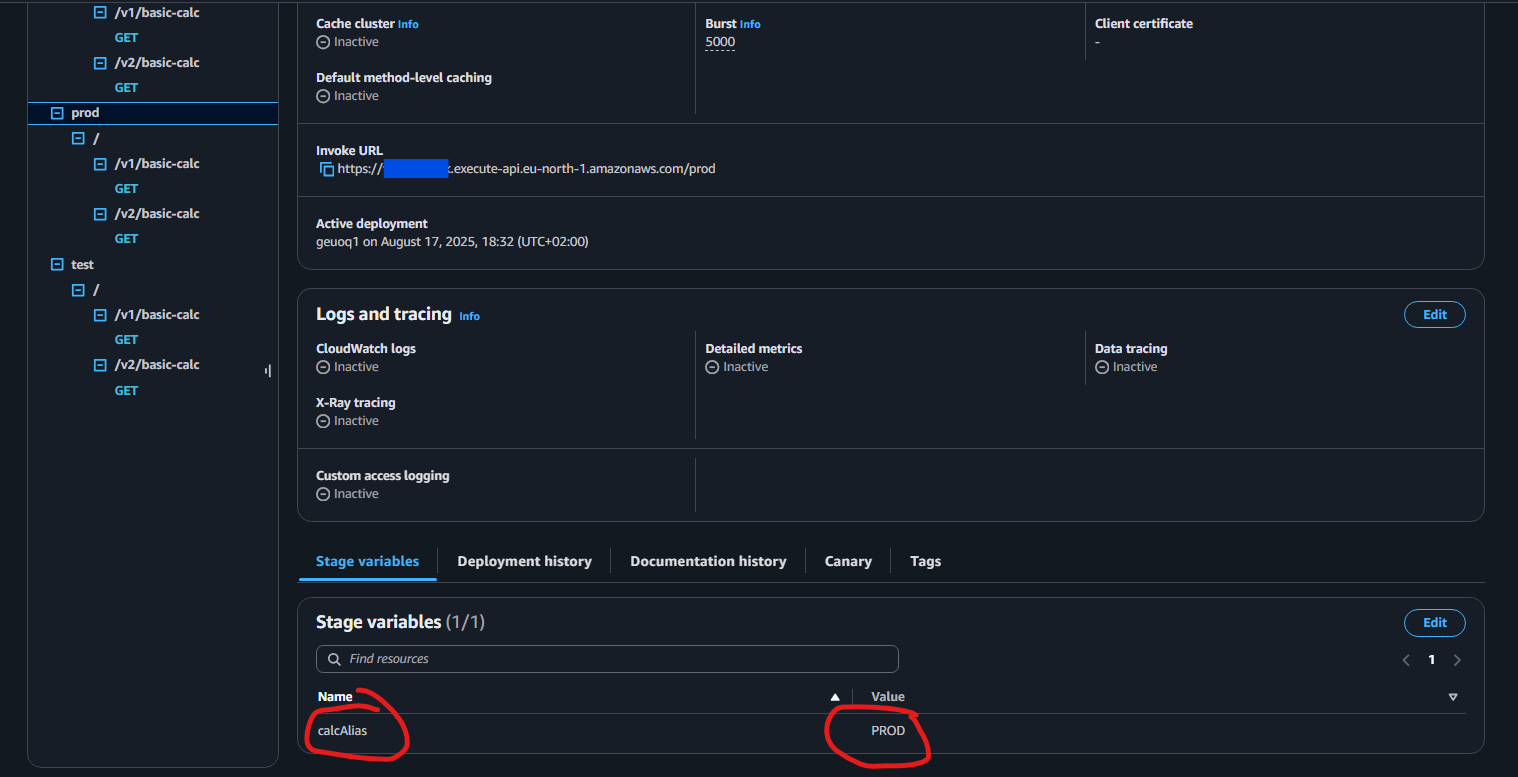 /v1/basic-calc
GET
/v2/basic-calc
GET
prod
/
/v1/basic-calc
GET
/v2/basic-calc
GET
test
/
/v1/basic-calc
GET
/v2/basic-calc
GET
Cache cluster Info
Inactive
Default method-level caching
Inactive
Burst Info
5000
Client certificate
-
Invoke URL
https:// .execute-api.eu-north-1.amazonaws.com/prod
Active deployment
geuoq1 on August 17, 2025, 18:32 (UTC+02:00)
Logs and tracing Info
Edit
CloudWatch logs
Inactive
Detailed metrics
Inactive
Data tracing
Inactive
X-Ray tracing
Inactive
Custom access logging
Inactive
Stage variables Deployment history Documentation history Canary Tags
Stage variables (1/1)
Edit
Find resources
1
Name Value
calcAlias PROD